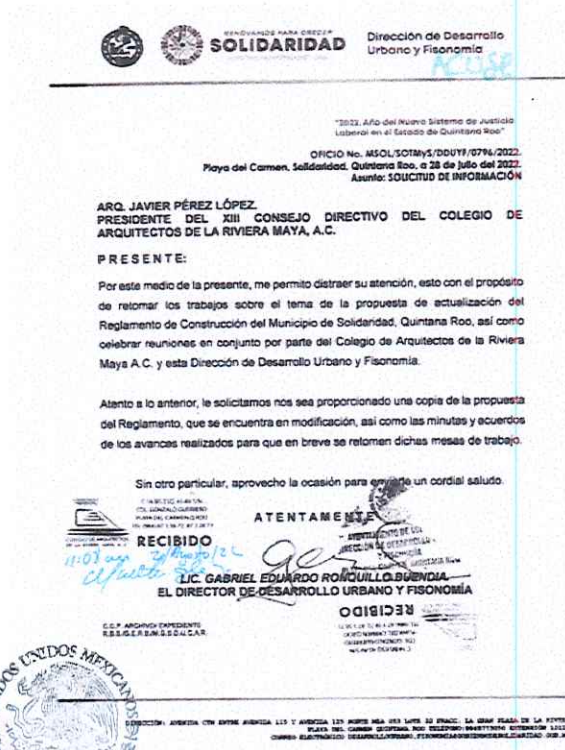 RENOVANDO PARA CRECER
SOLIDARIDAD
Dirección de Desarrollo
Urbano y Fisonomía
"2022, Año del Nuevo Sistema de Justicia
Laboral en el Estado de Quintana Roo"
OFICIO No. MSOL/SOTMyS/DDUYF/0796/2022.
Playa del Carmen, Solidaridad, Quintana Roo, a 28 de julio del 2022.
Asunto: SOLICITUD DE INFORMACIÓN
ARQ. JAVIER PÉREZ LÓPEZ.
PRESIDENTE DEL XIII CONSEJO DIRECTIVO DEL COLEGIO DE
ARQUITECTOS DE LA RIVIERA MAYA, A.C.
PRESENTE:
Por este medio de la presente, me permito distraer su atención, esto con el propósito
de retomar los trabajos sobre el tema de la propuesta de actualización del
Reglamento de Construcción del Municipio de Solidaridad, Quintana Roo, así como
celebrar reuniones en conjunto por parte del Colegio de Arquitectos de la Riviera
Maya A.C. y esta Dirección de Desarrollo Urbano y Fisonomía.
Atento a lo anterior, le solicitamos nos sea proporcionado una copia de la propuesta
del Reglamento, que se encuentra en modificación, así como las minutas y acuerdos
de los avances realizados para que en breve se retomen dichas mesas de trabajo.
Sin otro particular, aprovecho la ocasión para enviarle un cordial saludo.
ATENTAMENTE
COL. GONZALO GUERRERO
RECIBIDO
LIC. GABRIEL EDUARDO RONQUILLO BUENDIA.
EL DIRECTOR DE DESARROLLO URBANO Y FISONOMÍA
RECIBIDO
C.C.P. ARCHIVO/ EXPEDIENTE
UNIDOS MEXICANOS